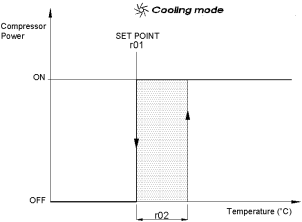 Cooling mode
Compressor
Power
SET POINT
r01
ON
OFF
r02
Temperature (°C)